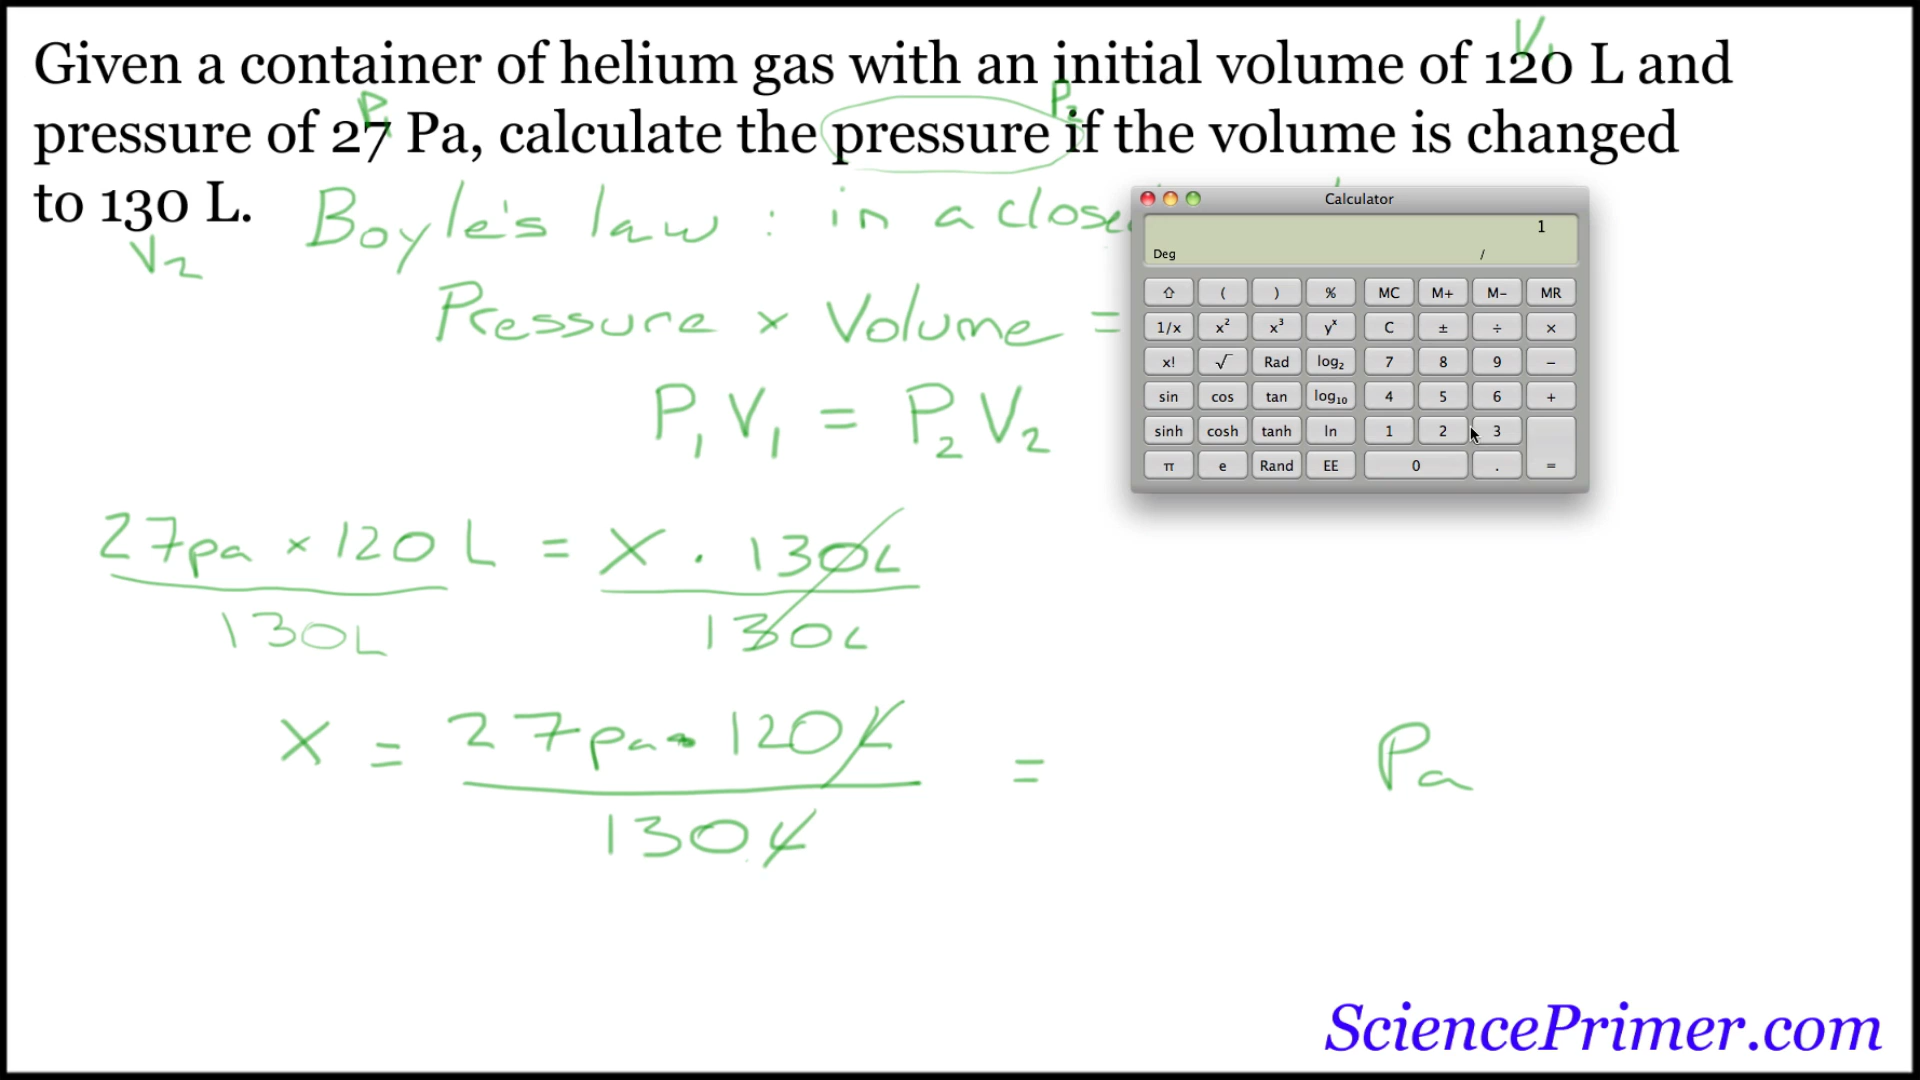 V1
Given a container of helium gas with an initial volume of 120 L and
P1 P2
pressure of 27 Pa, calculate the pressure if the volume is changed
to 130 L.
V2
Boyle's law : in a close
Pressure x Volume =
P1 V1 = P2 V2
27pa x 120 L = X · 130L
130L 130L
X = 27pa · 120L = Pa
130L
Calculator
1
Deg /
⇧ ( ) % MC M+ M- MR
1/x x² x³ yˣ C ± ÷ ×
x! √ Rad log₂ 7 8 9 −
sin cos tan log₁₀ 4 5 6 +
sinh cosh tanh ln 1 2 3
π e Rand EE 0 . =
SciencePrimer.com